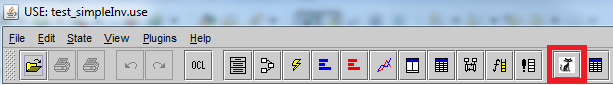 USE: test_simpleInv.use
File Edit State View Plugins Help
OCL